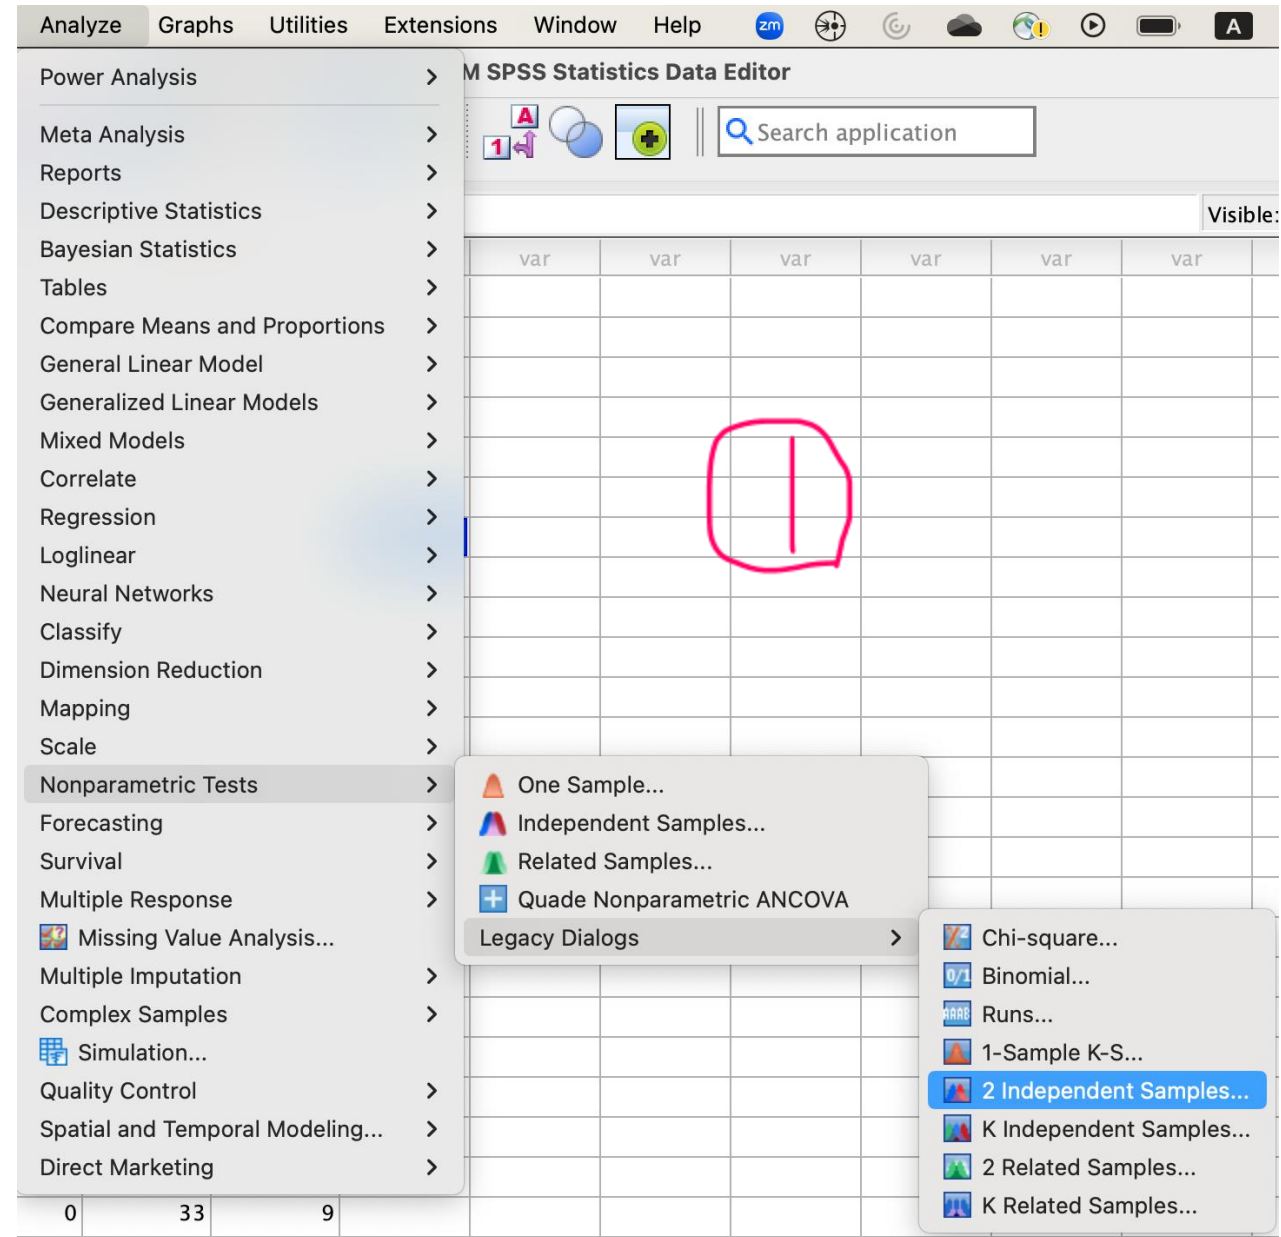 Analyze Graphs Utilities Extensions Window Help zm A
Power Analysis
M SPSS Statistics Data Editor
A
1
Search application
Meta Analysis
Reports
Descriptive Statistics
Visible:
Bayesian Statistics
var var var var var var
Tables
Compare Means and Proportions
General Linear Model
Generalized Linear Models
Mixed Models
Correlate
1
Regression
Loglinear
Neural Networks
Classify
Dimension Reduction
Mapping
Scale
Nonparametric Tests
Forecasting
Survival
Multiple Response
Missing Value Analysis...
Multiple Imputation
Complex Samples
Simulation...
Quality Control
Spatial and Temporal Modeling...
Direct Marketing
One Sample...
Independent Samples...
Related Samples...
Quade Nonparametric ANCOVA
Legacy Dialogs
Chi-square...
0/1 Binomial...
Runs...
1-Sample K-S...
2 Independent Samples...
K Independent Samples...
2 Related Samples...
K Related Samples...
0 33 9